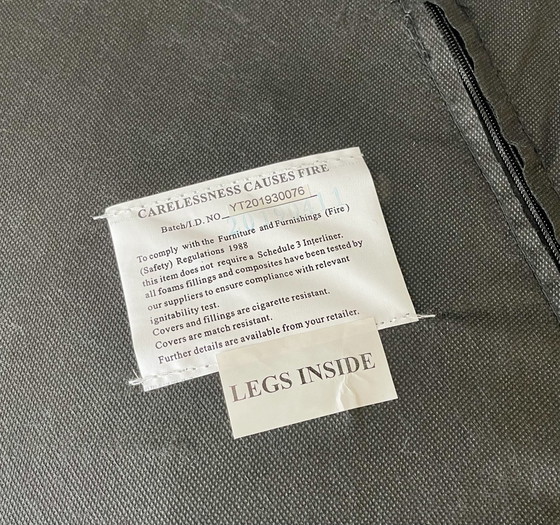 CARELESSNESS CAUSES FIRE
Batch/I.D. NO. YT201930076
To comply with the Furniture and Furnishings (Fire)
(Safety) Regulations 1988
this item does not require a Schedule 3 Interliner.
all foams fillings and composites have been tested by
our suppliers to ensure compliance with relevant
ignitability test.
Covers and fillings are cigarette resistant.
Covers are match resistant.
Further details are available from your retailer.
LEGS INSIDE